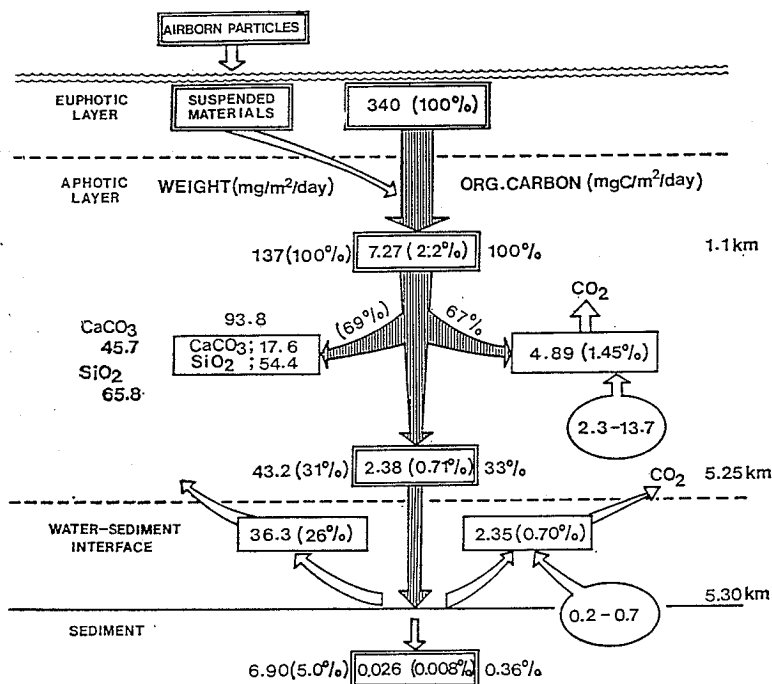 AIRBORN PARTICLES
EUPHOTIC
LAYER
SUSPENDED
MATERIALS
340 (100%)
APHOTIC
LAYER
WEIGHT(mg/m²/day)
ORG.CARBON (mgC/m²/day)
137(100%)
7.27 (2.2%)
100%
1.1km
CO₂
(69%)
67%
93.8
CaCO₃
45.7
SiO₂
65.8
CaCO₃; 17.6
SiO₂ ; 54.4
4.89 (1.45%)
2.3-13.7
43.2 (31%)
2.38 (0.71%)
33%
CO₂
5.25 km
WATER-SEDIMENT
INTERFACE
36.3 (26%)
2.35(0.70%)
0.2-0.7
5.30km
SEDIMENT
6.90(5.0%)
0.026 (0.008%)
0.36%